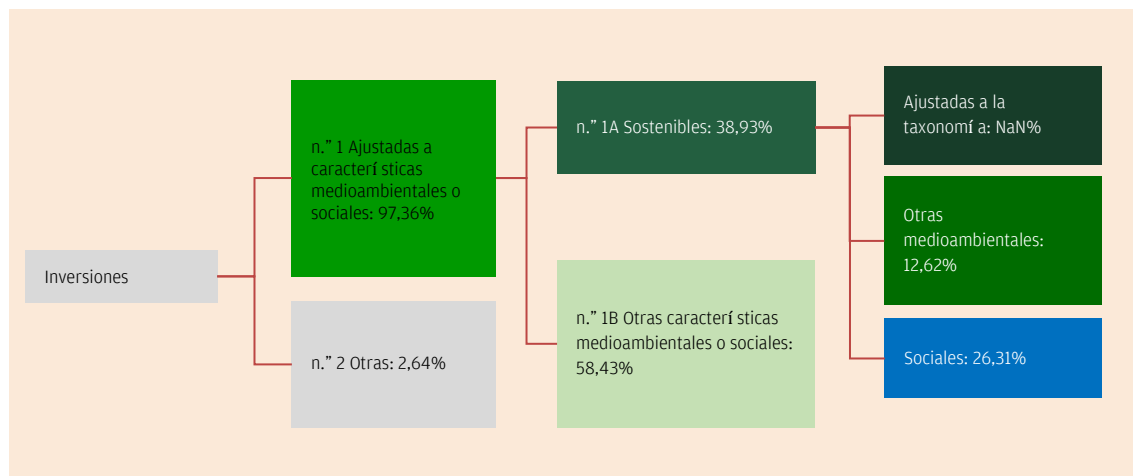 Inversiones
n.” 1 Ajustadas a
caracterí sticas
medioambientales o
sociales: 97,36%
n.” 2 Otras: 2,64%
n.” 1A Sostenibles: 38,93%
n.” 1B Otras caracterí sticas
medioambientales o sociales:
58,43%
Ajustadas a la
taxonomí a: NaN%
Otras
medioambientales:
12,62%
Sociales: 26,31%